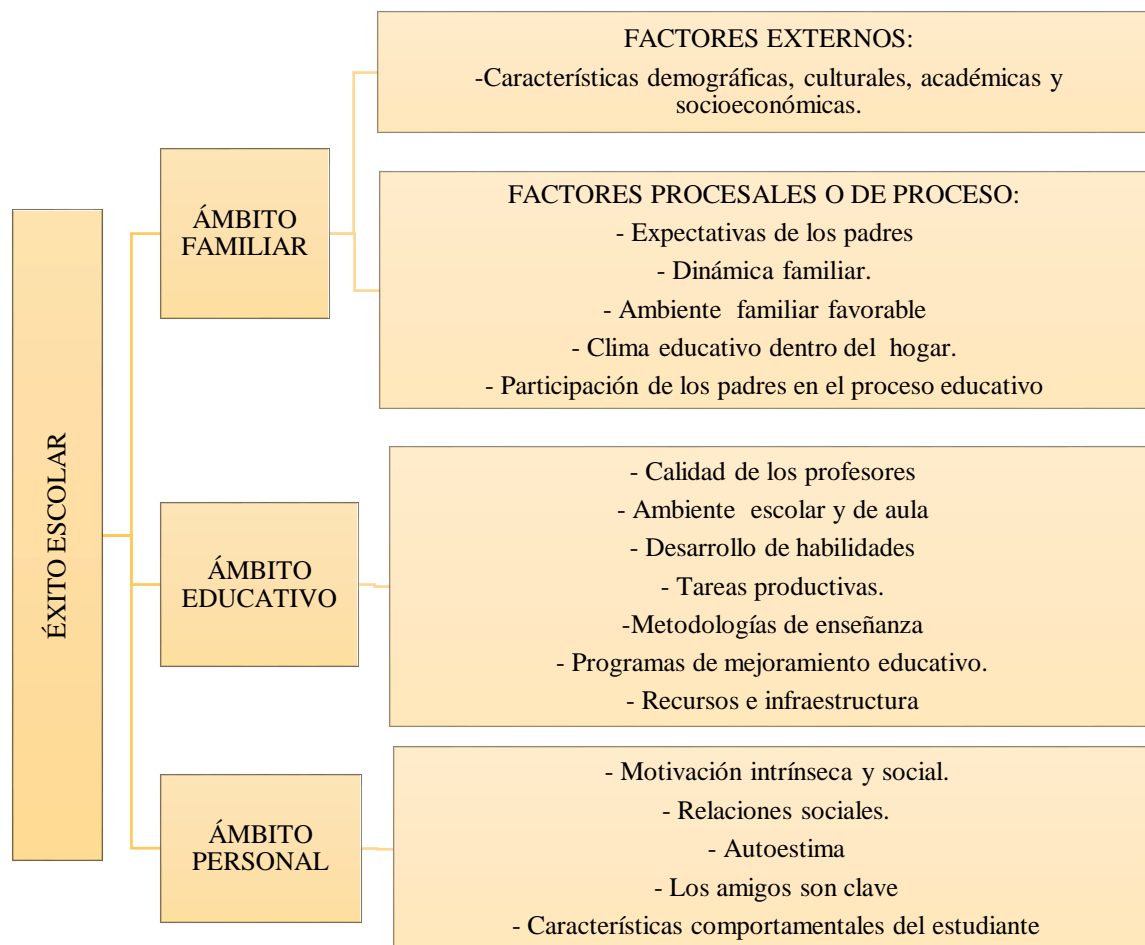 ÉXITO ESCOLAR
ÁMBITO
FAMILIAR
FACTORES EXTERNOS:
-Características demográficas, culturales, académicas y
socioeconómicas.
FACTORES PROCESALES O DE PROCESO:
- Expectativas de los padres
- Dinámica familiar.
- Ambiente familiar favorable
- Clima educativo dentro del hogar.
- Participación de los padres en el proceso educativo
ÁMBITO
EDUCATIVO
- Calidad de los profesores
- Ambiente escolar y de aula
- Desarrollo de habilidades
- Tareas productivas.
-Metodologías de enseñanza
- Programas de mejoramiento educativo.
- Recursos e infraestructura
ÁMBITO
PERSONAL
- Motivación intrínseca y social.
- Relaciones sociales.
- Autoestima
- Los amigos son clave
- Características comportamentales del estudiante